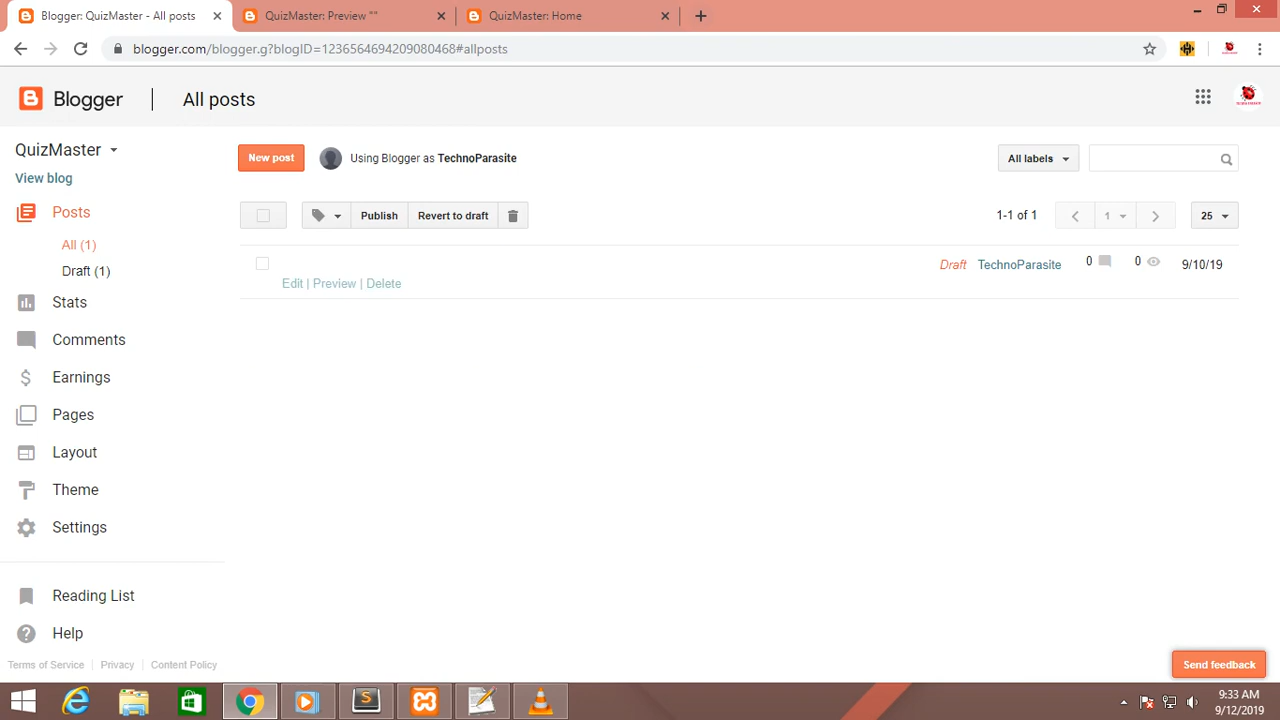 Blogger: QuizMaster - All posts
QuizMaster: Preview ""
QuizMaster: Home
blogger.com/blogger.g?blogID=1236564694209080468#allposts
Blogger
All posts
QuizMaster
View blog
New post
Using Blogger as TechnoParasite
All labels
Posts
All (1)
Draft (1)
Stats
Comments
Earnings
Pages
Layout
Theme
Settings
Reading List
Help
Terms of Service | Privacy | Content Policy
Publish
Revert to draft
1-1 of 1
1
25
Edit | Preview | Delete
Draft
TechnoParasite
0
0
9/10/19
Send feedback
9:33 AM
9/12/2019